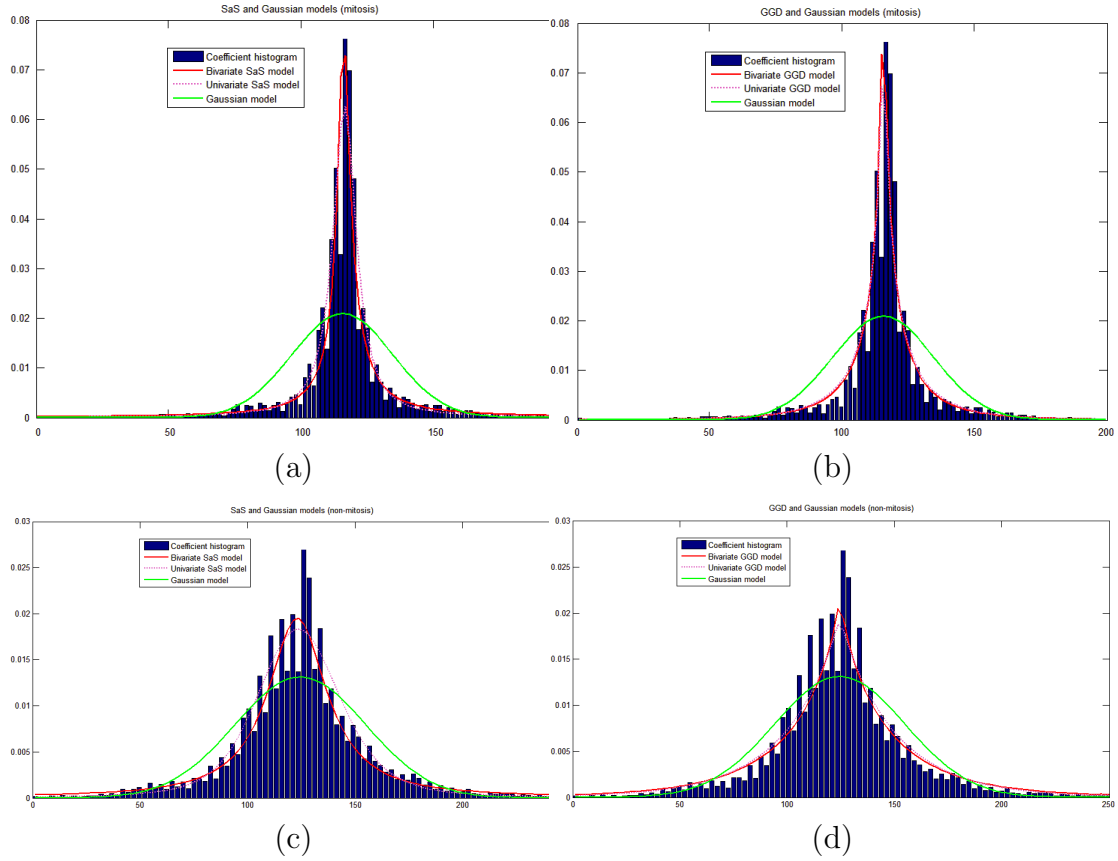 SaS and Gaussian models (mitosis)
0.08
0.07
0.06
0.05
0.04
0.03
0.02
0.01
0
Coefficient histogram
Bivariate SaS model
Univariate SaS model
Gaussian model
0 50 100 150
(a)
GGD and Gaussian models (mitosis)
0.08
0.07
0.06
0.05
0.04
0.03
0.02
0.01
0
Coefficient histogram
Bivariate GGD model
Univariate GGD model
Gaussian model
0 50 100 150 200
(b)
SaS and Gaussian models (non-mitosis)
0.03
0.025
0.02
0.015
0.01
0.005
0
Coefficient histogram
Bivariate SaS model
Univariate SaS model
Gaussian model
0 50 100 150 200
(c)
GGD and Gaussian models (non-mitosis)
0.03
0.025
0.02
0.015
0.01
0.005
0
Coefficient histogram
Bivariate GGD model
Univariate GGD model
Gaussian model
0 50 100 150 200 250
(d)